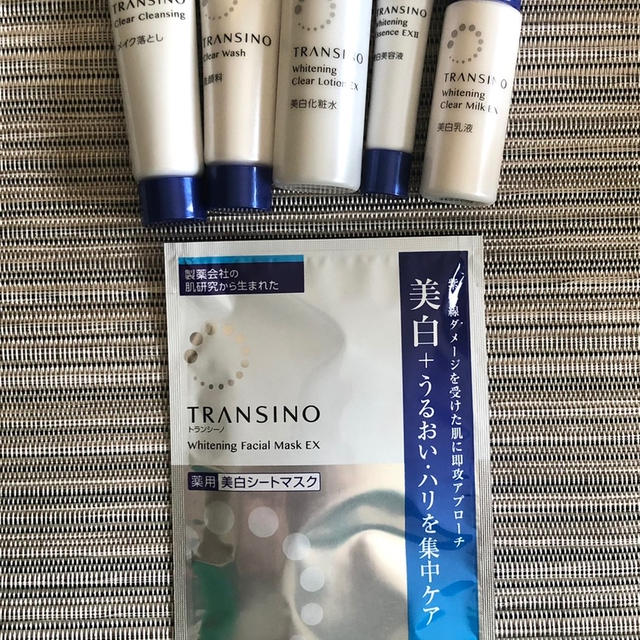 TRANSINO
Clear Cleansing
メイク落とし
TRANSINO
Clear Wash
洗顔料
TRANSINO
Whitening
Clear Lotion EX
美白化粧水
Whitening
Essence EXⅡ
美白美容液
TRANSINO
Whitening
Clear Milk EX
美白乳液
製薬会社の
肌研究から生まれた
TRANSINO
トランシーノ
Whitening Facial Mask EX
薬用 美白シートマスク
線ダメージを受けた肌に即攻アプローチ
美白+うるおい・ハリを集中ケア